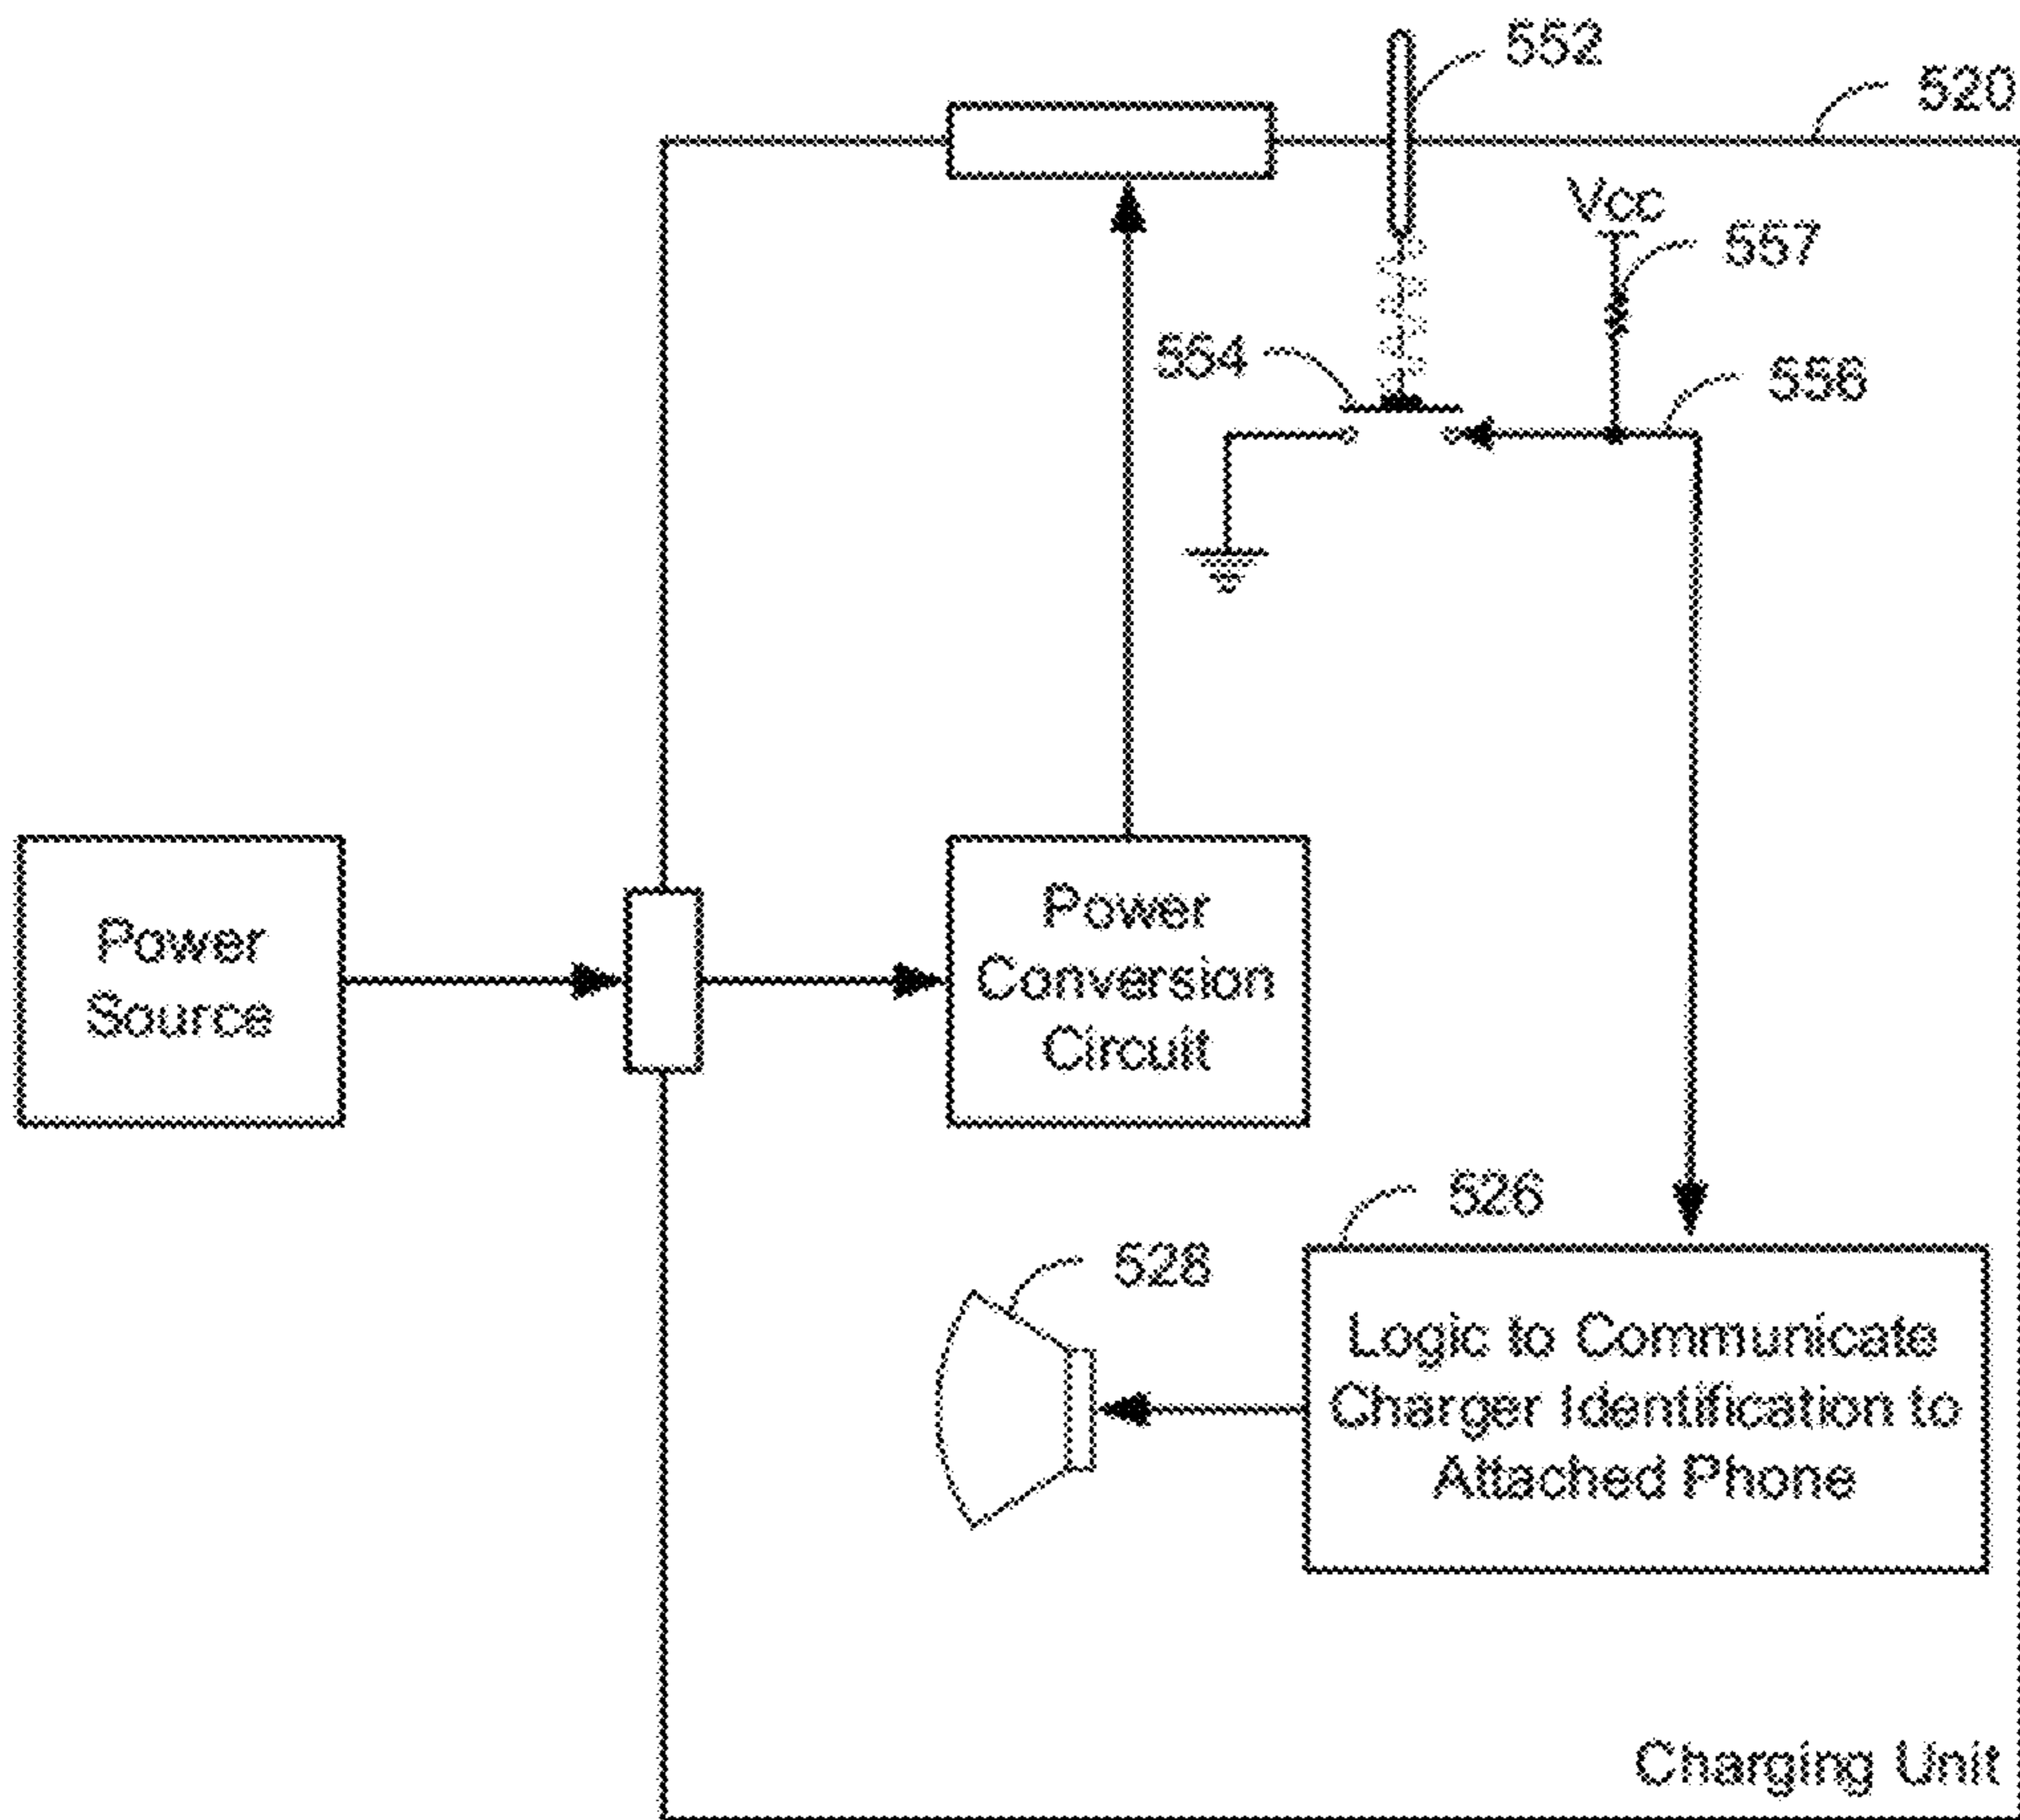 552
520
Vcc
557
554
556
Power
Source
Power
Conversion
Circuit
526
528
Logic to Communicate
Charger Identification to
Attached Phone
Charging Unit